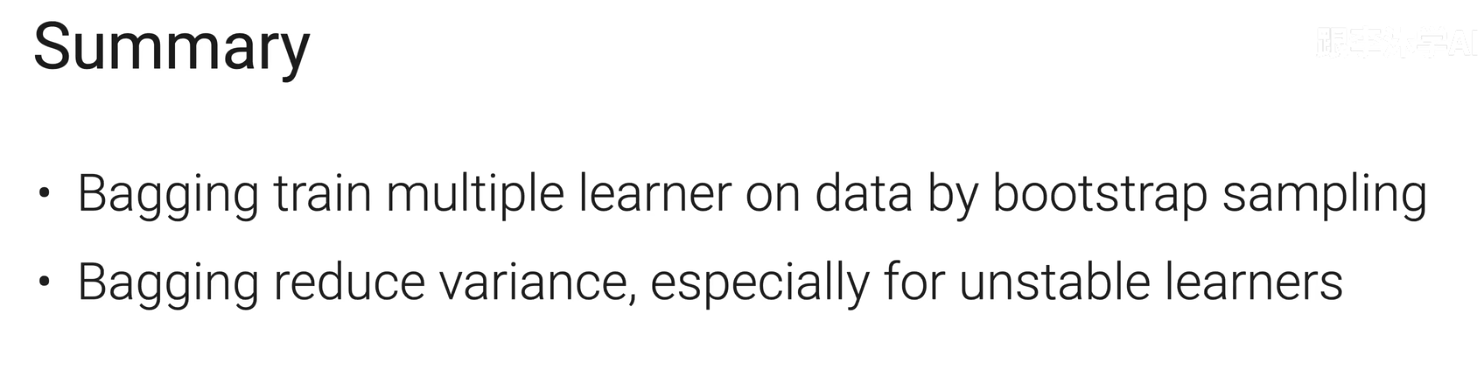 Summary
• Bagging train multiple learner on data by bootstrap sampling
• Bagging reduce variance, especially for unstable learners